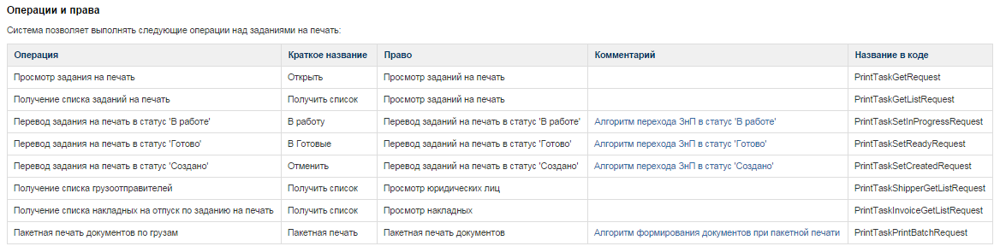 Операции и права
Система позволяет выполнять следующие операции над заданиями на печать:
Операция Краткое название Право Комментарий Название в коде
Просмотр задания на печать Открыть Просмотр заданий на печать PrintTaskGetRequest
Получение списка заданий на печать Получить список Просмотр заданий на печать PrintTaskGetListRequest
Перевод задания на печать в статус 'В работе' В работу Перевод заданий на печать в статус 'В работе' Алгоритм перехода ЗнП в статус 'В работе' PrintTaskSetInProgressRequest
Перевод задания на печать в статус 'Готово' В Готовые Перевод заданий на печать в статус 'Готово' Алгоритм перехода ЗнП в статус 'Готово' PrintTaskSetReadyRequest
Перевод задания на печать в статус 'Создано' Отменить Перевод заданий на печать в статус 'Создано' Алгоритм перехода ЗнП в статус 'Создано' PrintTaskSetCreatedRequest
Получение списка грузоотправителей Получить список Просмотр юридических лиц PrintTaskShipperGetListRequest
Получение списка накладных на отпуск по заданию на печать Получить список Просмотр накладных PrintTaskInvoiceGetListRequest
Пакетная печать документов по грузам Пакетная печать Пакетная печать документов Алгоритм формирования документов при пакетной печати PrintTaskPrintBatchRequest